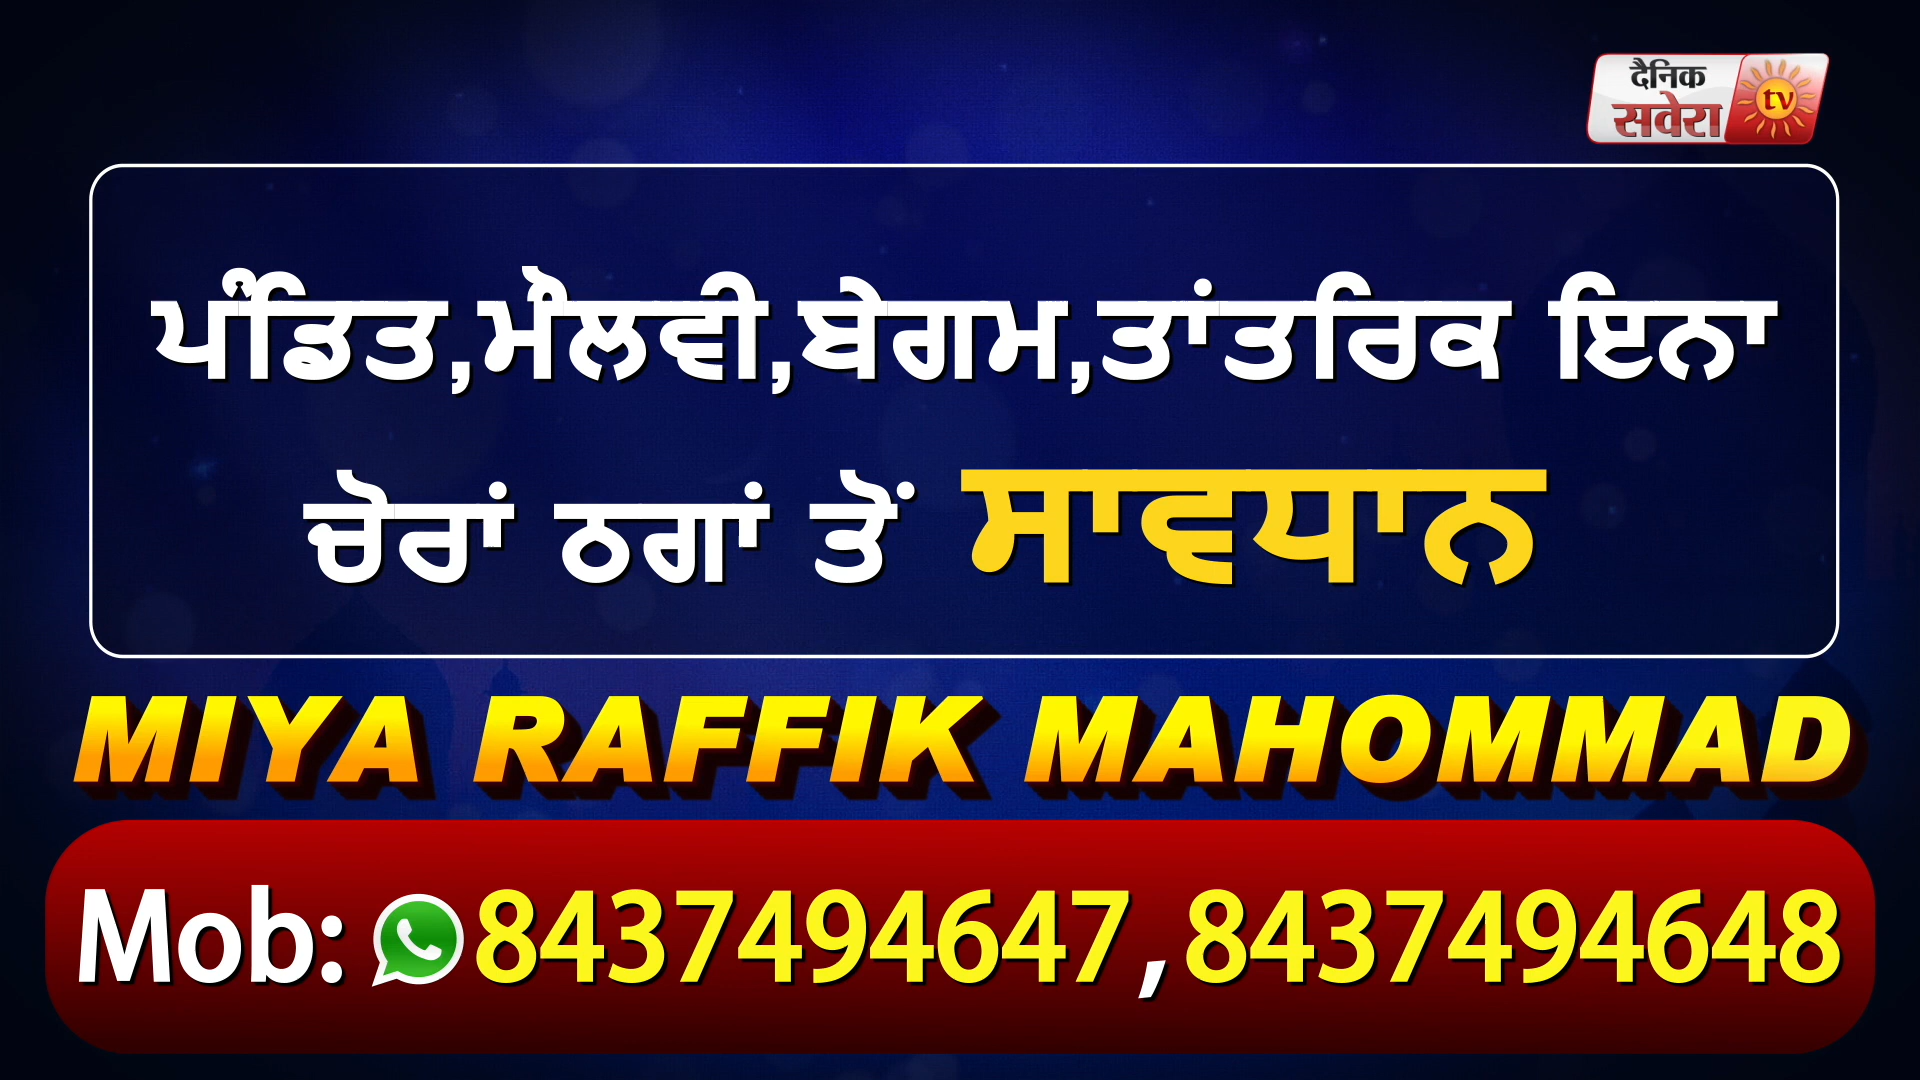 दैनिक
सवेरा tv
ਪੰਡਿਤ,ਮੌਲਵੀ,ਬੇਗਮ,ਤਾਂਤਰਿਕ ਇਨਾ
ਚੋਰਾਂ ਠਗਾਂ ਤੋਂ ਸਾਵਧਾਨ
MIYA RAFFIK MAHOMMAD
Mob: 8437494647,8437494648